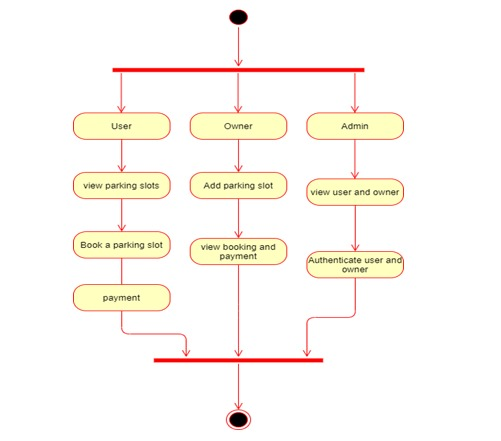 User
Owner
Admin
view parking slots
Add parking slot
view user and owner
Book a parking slot
view booking and
payment
Authenticate user and
owner
payment